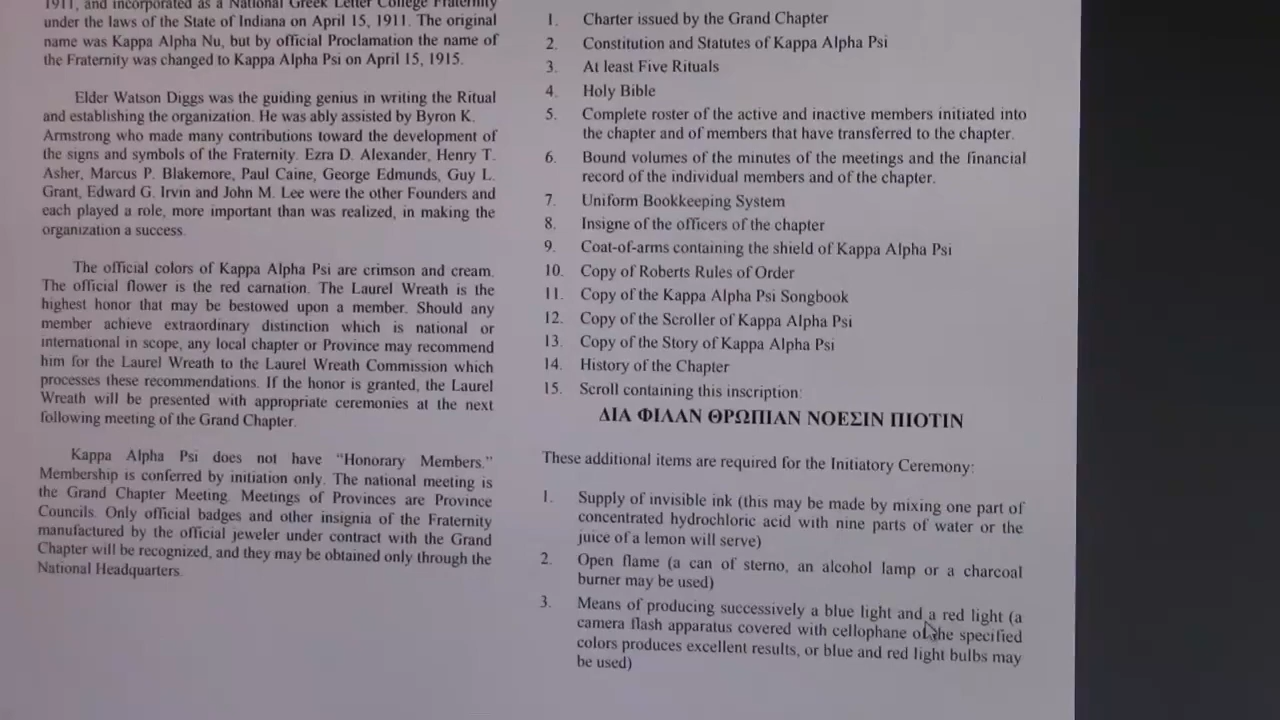 1911, and incorporated as a National Greek Letter College Fraternity
under the laws of the State of Indiana on April 15, 1911. The original
name was Kappa Alpha Nu, but by official Proclamation the name of
the Fraternity was changed to Kappa Alpha Psi on April 15, 1915.
Elder Watson Diggs was the guiding genius in writing the Ritual
and establishing the organization. He was ably assisted by Byron K.
Armstrong who made many contributions toward the development of
the signs and symbols of the Fraternity. Ezra D. Alexander, Henry T.
Asher, Marcus P. Blakemore, Paul Caine, George Edmunds, Guy L.
Grant, Edward G. Irvin and John M. Lee were the other Founders and
each played a role, more important than was realized, in making the
organization a success.
The official colors of Kappa Alpha Psi are crimson and cream.
The official flower is the red carnation. The Laurel Wreath is the
highest honor that may be bestowed upon a member. Should any
member achieve extraordinary distinction which is national or
international in scope, any local chapter or Province may recommend
him for the Laurel Wreath to the Laurel Wreath Commission which
processes these recommendations. If the honor is granted, the Laurel
Wreath will be presented with appropriate ceremonies at the next
following meeting of the Grand Chapter.
Kappa Alpha Psi does not have “Honorary Members.”
Membership is conferred by initiation only. The national meeting is
the Grand Chapter Meeting. Meetings of Provinces are Province
Councils. Only official badges and other insignia of the Fraternity
manufactured by the official jeweler under contract with the Grand
Chapter will be recognized, and they may be obtained only through the
National Headquarters.
1. Charter issued by the Grand Chapter
2. Constitution and Statutes of Kappa Alpha Psi
3. At least Five Rituals
4. Holy Bible
5. Complete roster of the active and inactive members initiated into
the chapter and of members that have transferred to the chapter.
6. Bound volumes of the minutes of the meetings and the financial
record of the individual members and of the chapter.
7. Uniform Bookkeeping System
8. Insigne of the officers of the chapter
9. Coat-of-arms containing the shield of Kappa Alpha Psi
10. Copy of Roberts Rules of Order
11. Copy of the Kappa Alpha Psi Songbook
12. Copy of the Scroller of Kappa Alpha Psi
13. Copy of the Story of Kappa Alpha Psi
14. History of the Chapter
15. Scroll containing this inscription:
ΔΙΑ ΦΙΛΑΝ ΘΡΩΠΙΑΝ ΝΟΕΣΙΝ ΠΙΟΤΙΝ
These additional items are required for the Initiatory Ceremony:
1. Supply of invisible ink (this may be made by mixing one part of
concentrated hydrochloric acid with nine parts of water or the
juice of a lemon will serve)
2. Open flame (a can of sterno, an alcohol lamp or a charcoal
burner may be used)
3. Means of producing successively a blue light and a red light (a
camera flash apparatus covered with cellophane of the specified
colors produces excellent results, or blue and red light bulbs may
be used)